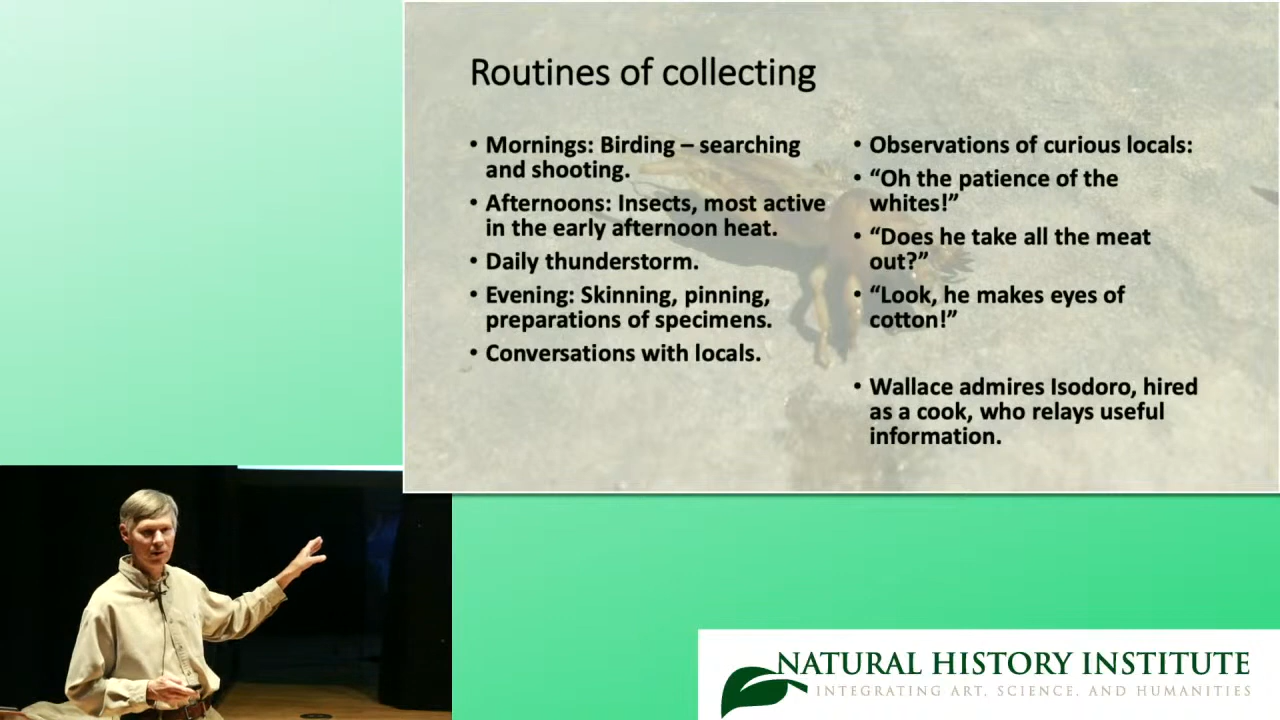 Routines of collecting
• Mornings: Birding – searching
and shooting.
• Afternoons: Insects, most active
in the early afternoon heat.
• Daily thunderstorm.
• Evening: Skinning, pinning,
preparations of specimens.
• Conversations with locals.
• Observations of curious locals:
• “Oh the patience of the
whites!”
• “Does he take all the meat
out?”
• “Look, he makes eyes of
cotton!”
• Wallace admires Isodoro, hired
as a cook, who relays useful
information.
NATURAL HISTORY INSTITUTE
INTEGRATING ART, SCIENCE, AND HUMANITIES